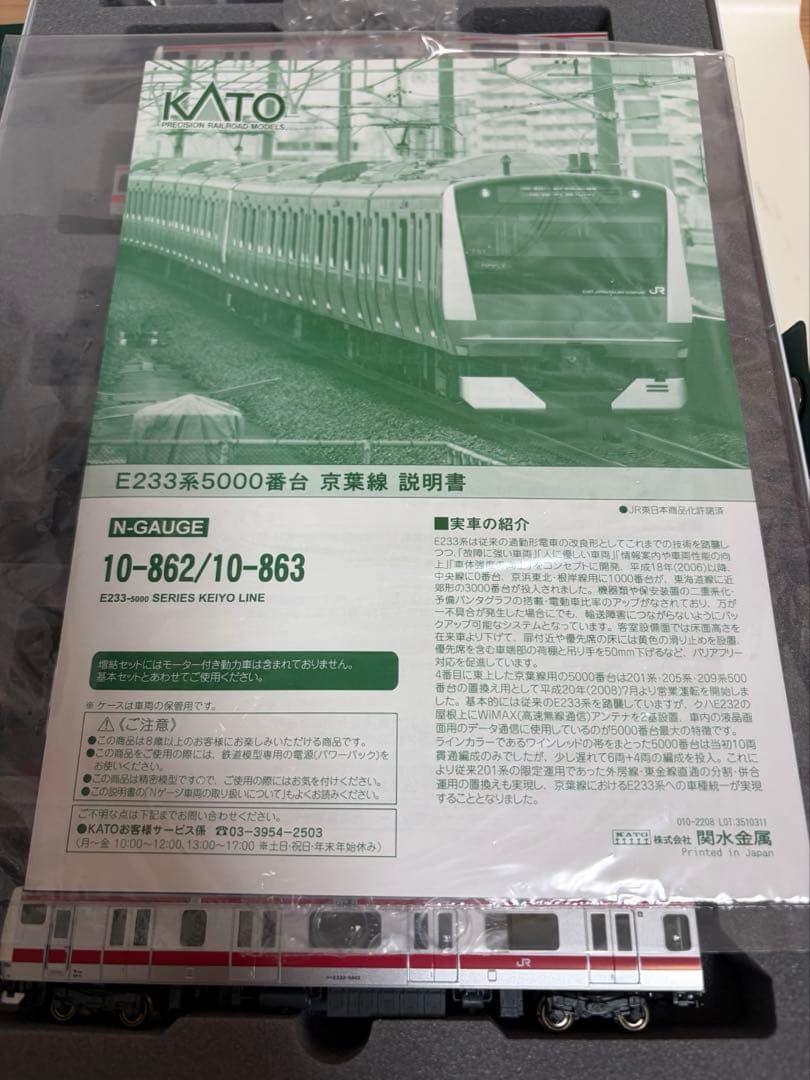 KATO
PRECISION RAILROAD MODELS
EAST JAPAN RAILWAY COMPANY
JR
E233系5000番台 京葉線 説明書
●JR東日本商品化許諾済
N-GAUGE
10-862/10-863
E233-5000 SERIES KEIYO LINE
増結セットにはモーター付き動力車は含まれておりません。
基本セットとあわせてご使用ください。
※ ケースは車両の保管用です。
⚠《ご注意》
●この商品は8歳以上のお客様にお楽しみいただける商品です。
●この商品をご使用の際には、鉄道模型専用の電源(パワーパック)を
お使いください。
●この商品は精密模型ですので、ご使用の際にはお気を付けください。
●この説明書の「Nゲージ車両の取り扱いについて」もよくお読みください。
ご不明な点は下記までお問い合わせください。
●KATOお客様サービス係 ☎03-3954-2503
(月～金 10:00～12:00, 13:00～17:00 ※土日・祝日・年末年始休み)
■実車の紹介
E233系は従来の通勤形電車の改良形としてこれまでの技術を踏襲し
つつ、「故障に強い車両」「人に優しい車両」「情報案内や車両性能の向
上」「車体強度の」をコンセプトに開発、平成18年(2006)以降、
中央線に0番台、京浜東北・根岸線用に1000番台が、東海道線に近
郊形の3000番台が投入されました。機器類や保安装置の二重系化・
予備パンタグラフの搭載・電動車比率のアップがなされており、万が
一不具合が発生した場合にでも、輸送障害につながらないようにバッ
クアップ可能なシステムとなっています。客室設備面では床面高さを
在来車より下げて、扉付近や優先席の床には黄色の滑り止めを設置、
優先席を含む車端部の荷棚と吊り手を50mm下げるなど、バリアフリー
対応を促進しています。
4番目に東上した京葉線用の5000番台は201系・205系・209系500
番台の置換え用として平成20年(2008)7月より営業運転を開始しま
した。基本的には従来のE233系を踏襲していますが、クハE232の
屋根上にWiMAX(高速無線通信)アンテナを2基設置、車内の液晶画
面用のデータ通信に使用しているのが5000番台最大の特徴です。
ラインカラーであるワインレッドの帯をまとった5000番台は当初10両
貫通編成のみでしたが、少し遅れて6両+4両の編成を投入。これに
より従来201系の限定運用であった外房線・東金線直通の分割・併合
運用の置換えも実現し、京葉線におけるE233系への車種統一が実現
することとなりました。
010-2208 LOT:3510311
KATO 株式会社 関水金属
Printed in Japan
JR